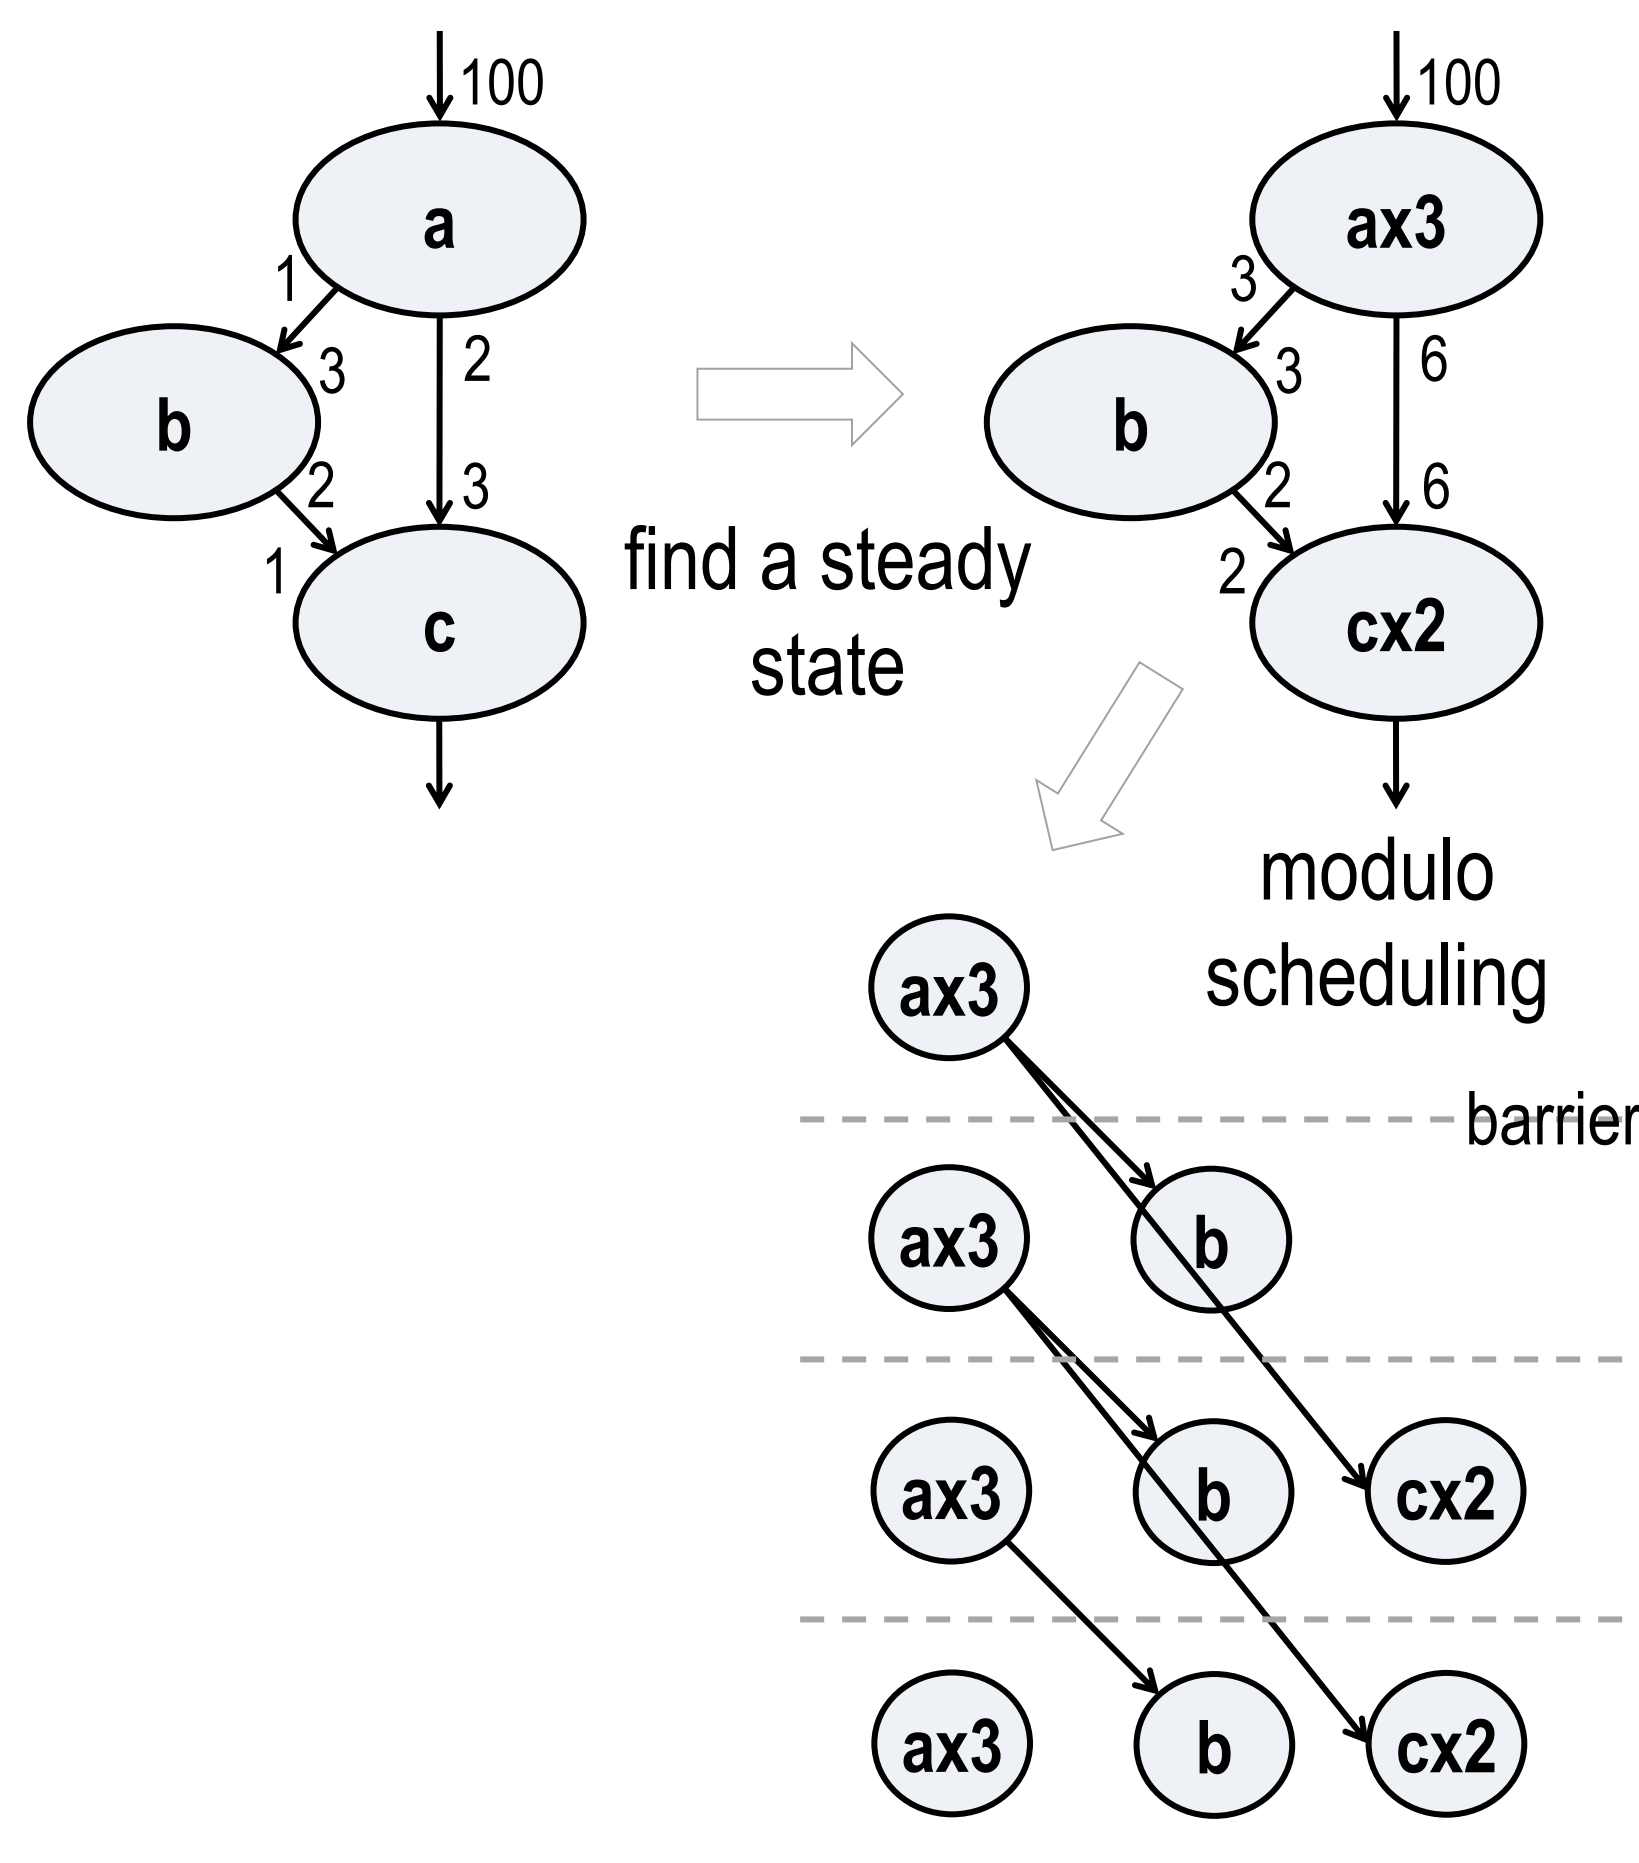 100
a
1
3
2
b
2
3
1
c
find a steady
state
100
ax3
3
3
6
b
2
6
2
cx2
modulo
scheduling
ax3
barrier
ax3
b
ax3
b
cx2
ax3
b
cx2